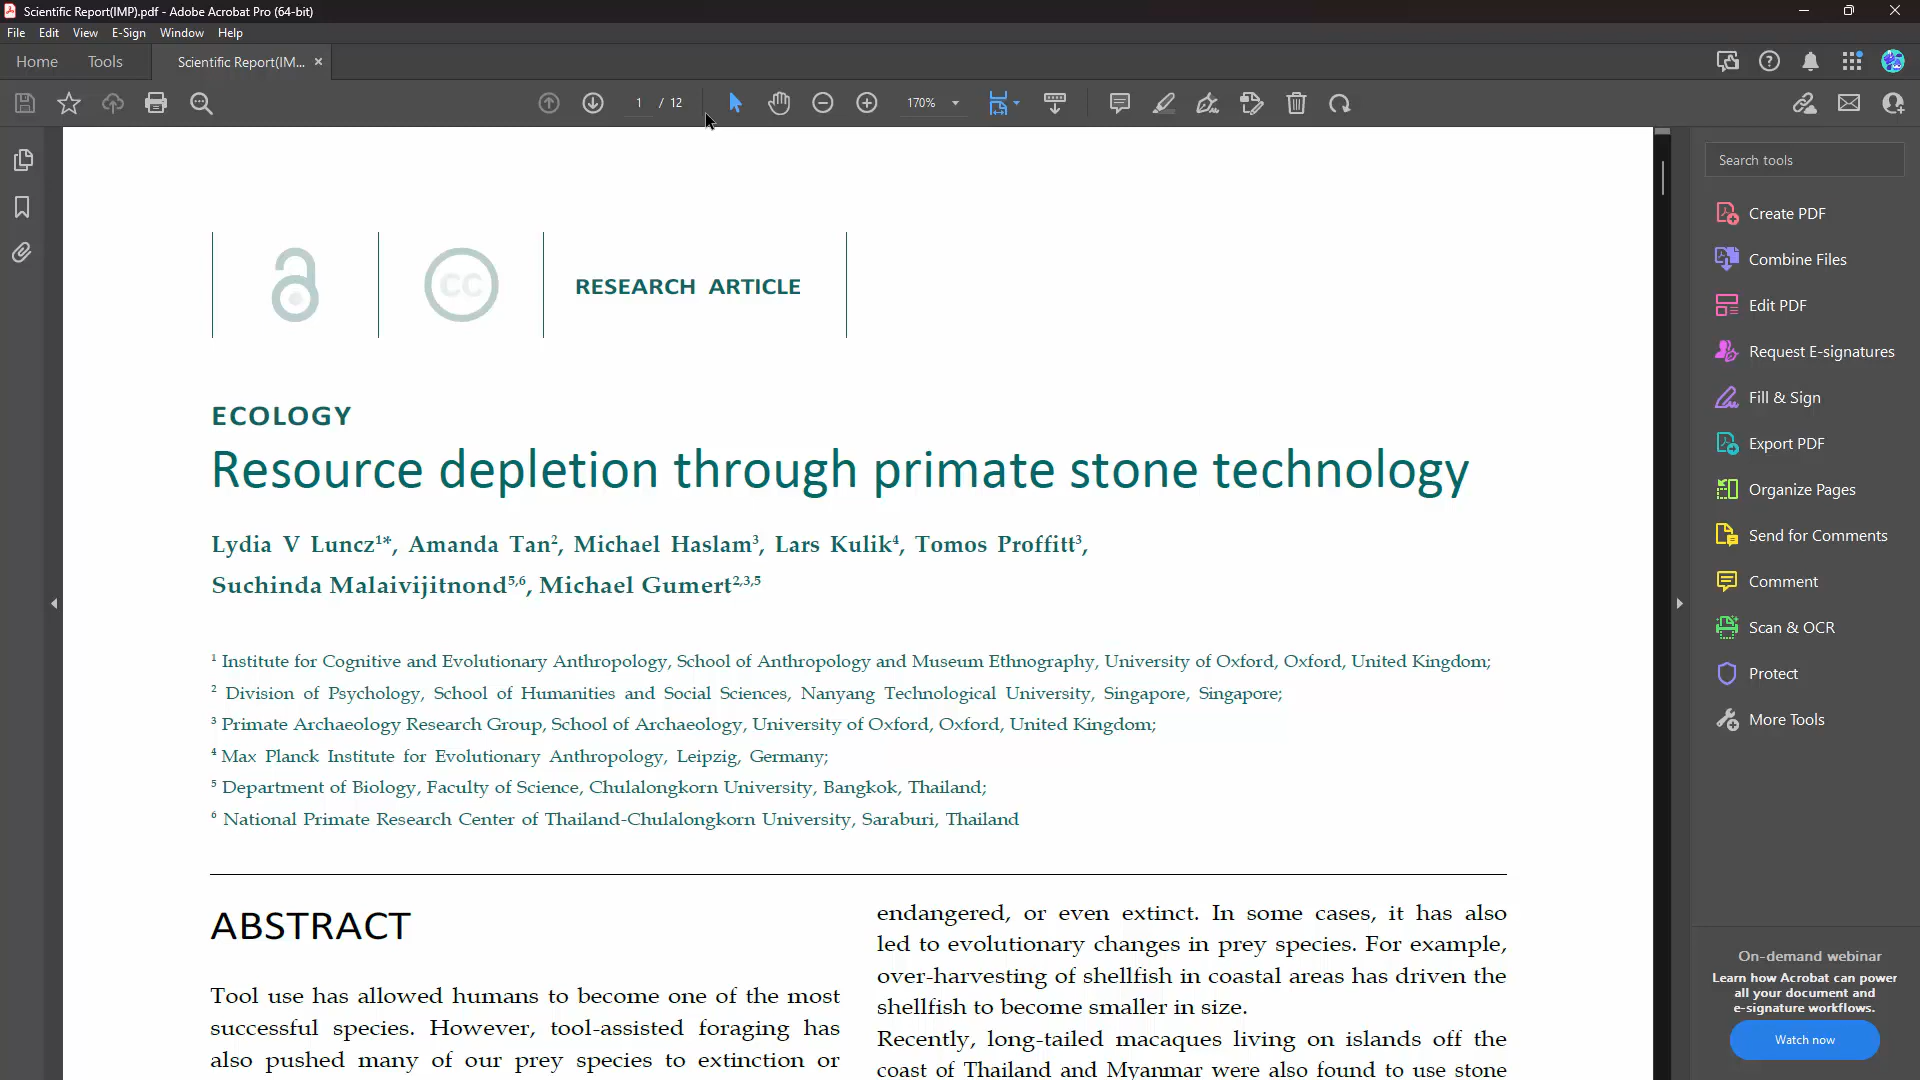 Scientific Report(IMP).pdf - Adobe Acrobat Pro (64-bit)
File Edit View E-Sign Window Help
Home Tools Scientific Report(IM...
1 / 12 170%
Search tools
Create PDF
Combine Files
Edit PDF
Request E-signatures
Fill & Sign
Export PDF
Organize Pages
Send for Comments
Comment
Scan & OCR
Protect
More Tools
On-demand webinar
Learn how Acrobat can power
all your document and
e-signature workflows.
Watch now
CC
RESEARCH ARTICLE
ECOLOGY
Resource depletion through primate stone technology
Lydia V Luncz¹*, Amanda Tan², Michael Haslam³, Lars Kulik⁴, Tomos Proffitt³,
Suchinda Malaivijitnond⁵,⁶, Michael Gumert²,³,⁵
¹ Institute for Cognitive and Evolutionary Anthropology, School of Anthropology and Museum Ethnography, University of Oxford, Oxford, United Kingdom;
² Division of Psychology, School of Humanities and Social Sciences, Nanyang Technological University, Singapore, Singapore;
³ Primate Archaeology Research Group, School of Archaeology, University of Oxford, Oxford, United Kingdom;
⁴ Max Planck Institute for Evolutionary Anthropology, Leipzig, Germany;
⁵ Department of Biology, Faculty of Science, Chulalongkorn University, Bangkok, Thailand;
⁶ National Primate Research Center of Thailand-Chulalongkorn University, Saraburi, Thailand
ABSTRACT
Tool use has allowed humans to become one of the most
successful species. However, tool-assisted foraging has
also pushed many of our prey species to extinction or
endangered, or even extinct. In some cases, it has also
led to evolutionary changes in prey species. For example,
over-harvesting of shellfish in coastal areas has driven the
shellfish to become smaller in size.
Recently, long-tailed macaques living on islands off the
coast of Thailand and Myanmar were also found to use stone